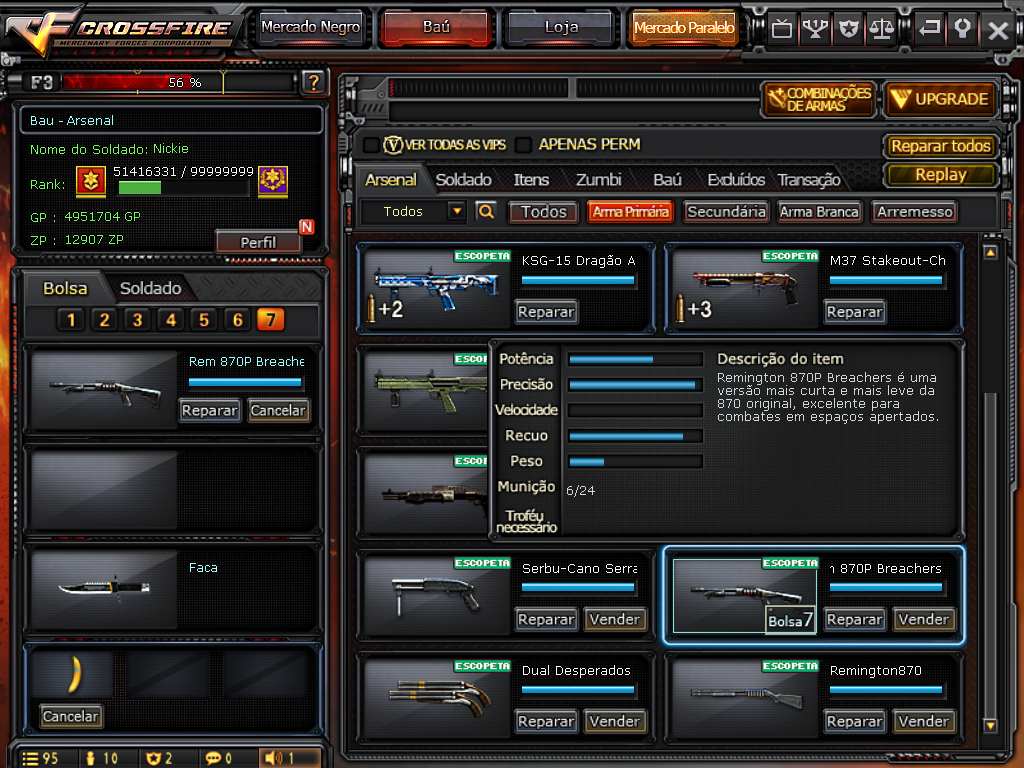 CROSSFIRE
MERCENARY FORCES CORPORATION
Mercado Negro
Baú
Loja
Mercado Paralelo
F3
56 %
?
COMBINAÇÕES
DE ARMAS
UPGRADE
Bau - Arsenal
Nome do Soldado: Nickie
Rank:
51416331 / 99999999
GP : 4951704 GP
ZP : 12907 ZP
N
Perfil
VER TODAS AS VIPS
APENAS PERM
Reparar todos
Replay
Arsenal
Soldado
Itens
Zumbi
Baú
Excluídos
Transação
Todos
Todos
Arma Primária
Secundária
Arma Branca
Arremesso
Bolsa
Soldado
1 2 3 4 5 6 7
Rem 870P Breache
Reparar
Cancelar
Faca
Cancelar
95
10
2
0
1
ESCOPETA
KSG-15 Dragão A
+2
Reparar
ESCOPETA
M37 Stakeout-Ch
+3
Reparar
ESCO
ESCO
Potência
Precisão
Velocidade
Recuo
Peso
Munição
6/24
Troféu
necessário
Descrição do item
Remington 870P Breachers é uma
versão mais curta e mais leve da
870 original, excelente para
combates em espaços apertados.
ESCOPETA
Serbu-Cano Serra
Reparar
Vender
ESCOPETA
n 870P Breachers
Bolsa7
Reparar
Vender
ESCOPETA
Dual Desperados
Reparar
Vender
ESCOPETA
Remington870
Reparar
Vender